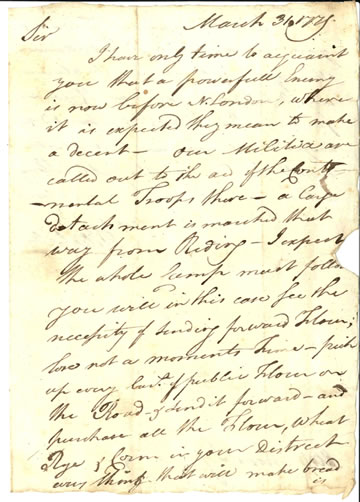 March 31, 1779.
Sir
I have only time to acquaint
you that a powerfull Enemy
is now before N. London, where
it is expected they mean to make
a decent — our Militia are
called out to the aid of the Conti-
-nental Troops there — a large
detachment is marched that
way from Reding — I expect
the whole Camp must follow
you will in this case see the
necessity of sending forward Flour;
lose not a moments time — push
up every Barl. of public Flour on
the Road & send it forward — and
purchase all the Flour, Wheat
Rye & Corn in your District
every Thing that will make bread
is